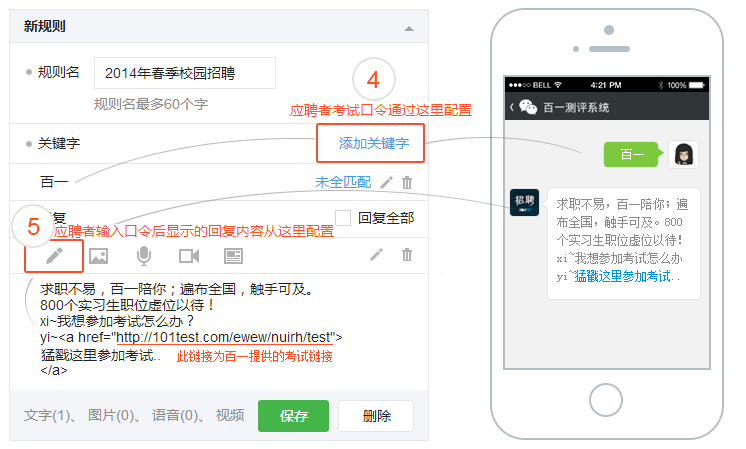 新规则
规则名
2014年春季校园招聘
规则名最多60个字
4
应聘者考试口令通过这里配置
关键字
添加关键字
百一
未全匹配
5
复
回复全部
应聘者输入口令后显示的回复内容从这里配置
求职不易，百一陪你；遍布全国，触手可及。
800个实习生职位虚位以待！
xi~我想参加考试怎么办？
yi~<a href="http://101test.com/ewew/nuirh/test">
猛戳这里参加考试..
此链接为百一提供的考试链接
</a>
文字(1)、 图片(0)、 语音(0)、 视频
保存
删除
BELL
4:21 PM
100%
百一测评系统
百一
招聘
求职不易，百一陪你；遍
布全国，触手可及。800
个实习生职位虚位以待！
xi~我想参加考试怎么办
yi~猛戳这里参加考试..